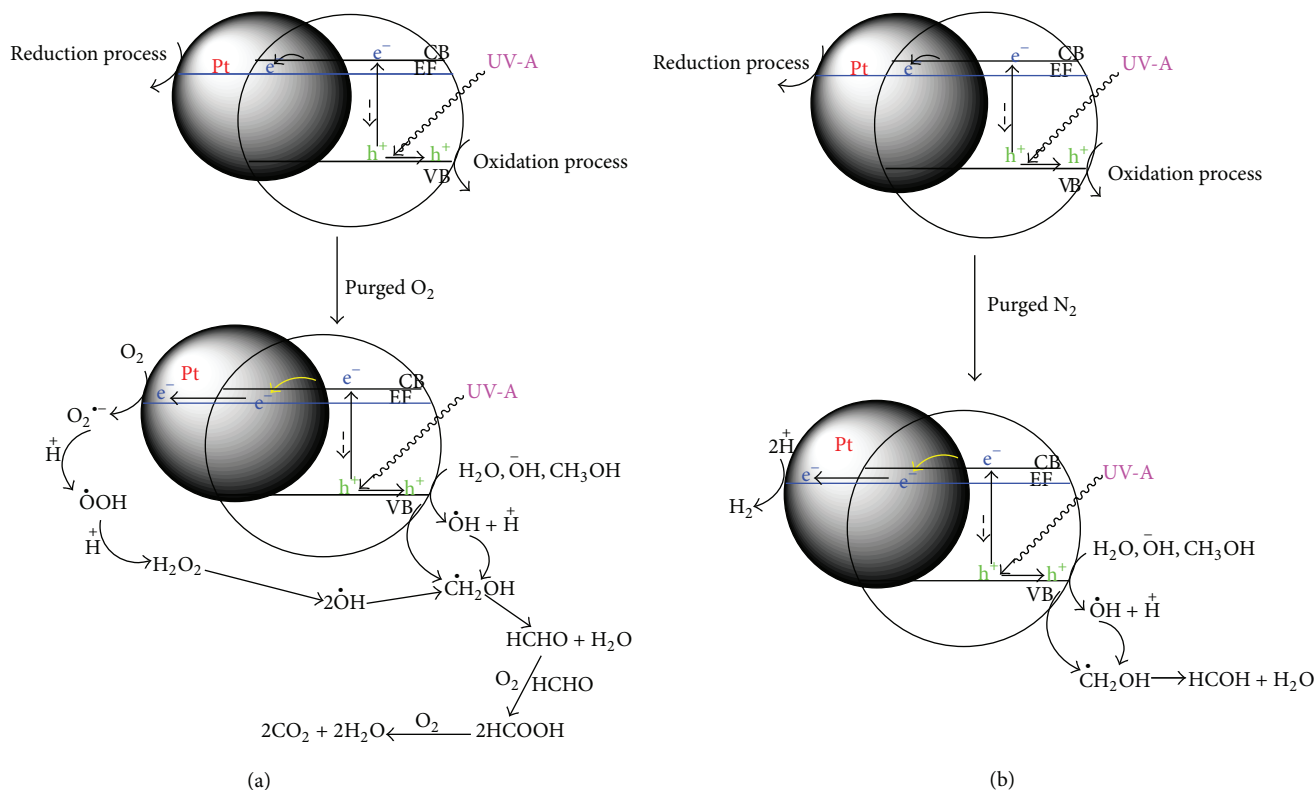 Reduction process
Pt
e⁻
e⁻
CB
EF
UV-A
h⁺
h⁺
VB
Oxidation process
Purged O₂
O₂
Pt
e⁻
e⁻
e⁻
CB
EF
UV-A
O₂•⁻
H⁺
h⁺
h⁺
VB
H₂O, ŌH, CH₃OH
•OOH
•OH + H⁺
H⁺
H₂O₂
2•OH
•CH₂OH
HCHO + H₂O
O₂
HCHO
2CO₂ + 2H₂O
O₂
2HCOOH
(a)
Reduction process
Pt
e⁻
e⁻
CB
EF
UV-A
h⁺
h⁺
VB
Oxidation process
Purged N₂
2H⁺
Pt
e⁻
e⁻
e⁻
CB
EF
UV-A
H₂
h⁺
h⁺
VB
H₂O, ŌH, CH₃OH
•OH + H⁺
•CH₂OH
HCOH + H₂O
(b)